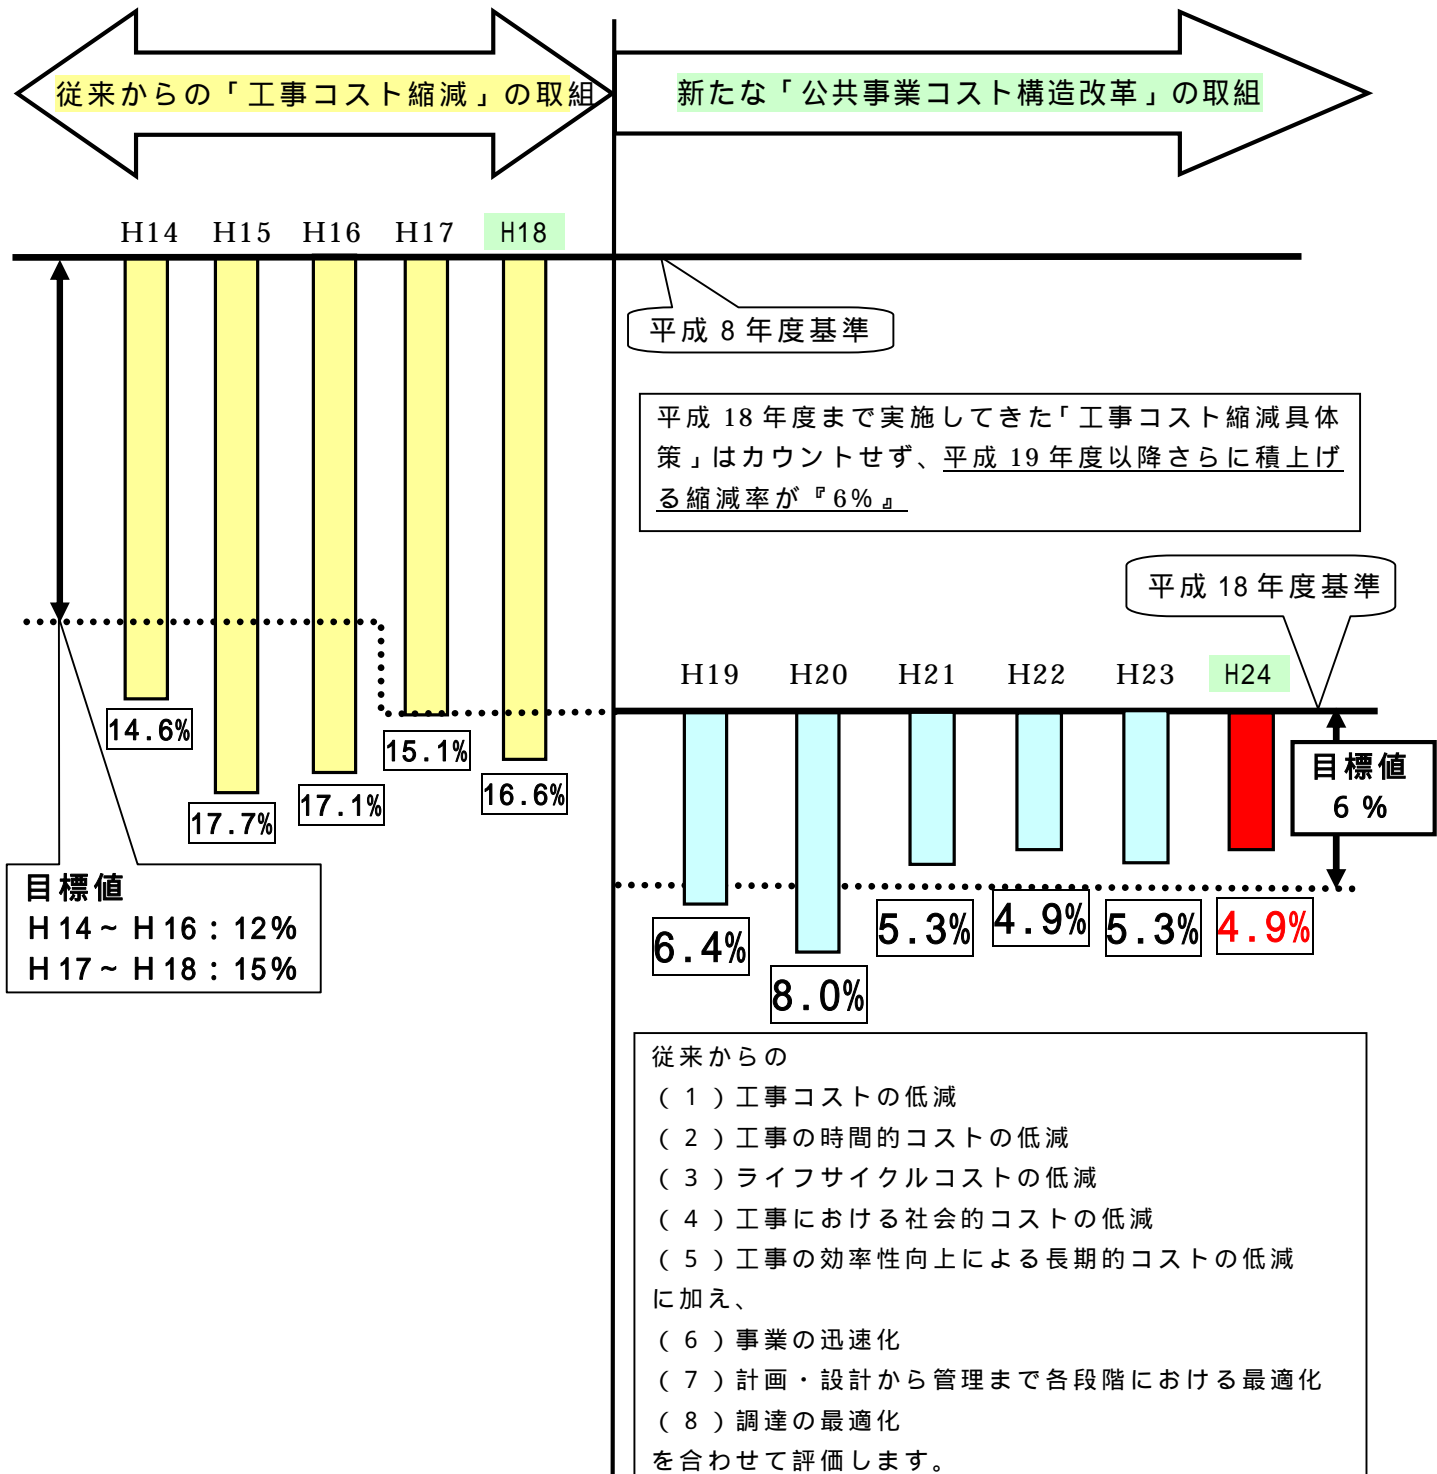 従来からの「工事コスト縮減」の取組
新たな「公共事業コスト構造改革」の取組
H14 H15 H16 H17 H18
平成8年度基準
平成18年度まで実施してきた「工事コスト縮減具体
策」はカウントせず、平成19年度以降さらに積上げ
る縮減率が『6%』
平成18年度基準
H19 H20 H21 H22 H23 H24
14.6%
17.7%
17.1%
15.1%
16.6%
目標値
6%
目標値
H14~H16:12%
H17~H18:15%
6.4%
8.0%
5.3%
4.9%
5.3%
4.9%
従来からの
(1)工事コストの低減
(2)工事の時間的コストの低減
(3)ライフサイクルコストの低減
(4)工事における社会的コストの低減
(5)工事の効率性向上による長期的コストの低減
に加え、
(6)事業の迅速化
(7)計画・設計から管理まで各段階における最適化
(8)調達の最適化
を合わせて評価します。